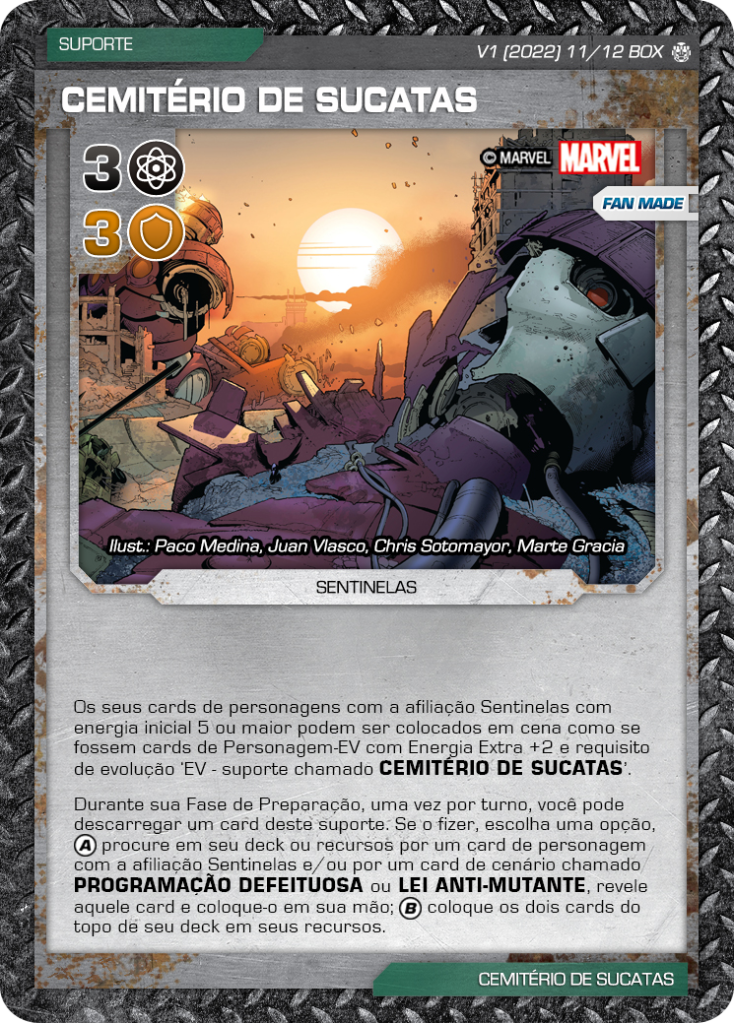 SUPORTE
V1 (2022) 11/12 BOX
CEMITÉRIO DE SUCATAS
3
© MARVEL MARVEL
FAN MADE
3
Ilust.: Paco Medina, Juan Vlasco, Chris Sotomayor, Marte Gracia
SENTINELAS
Os seus cards de personagens com a afiliação Sentinelas com
energia inicial 5 ou maior podem ser colocados em cena como se
fossem cards de Personagem-EV com Energia Extra +2 e requisito
de evolução 'EV - suporte chamado CEMITÉRIO DE SUCATAS'.
Durante sua Fase de Preparação, uma vez por turno, você pode
descarregar um card deste suporte. Se o fizer, escolha uma opção,
A procure em seu deck ou recursos por um card de personagem
com a afiliação Sentinelas e/ou por um card de cenário chamado
PROGRAMAÇÃO DEFEITUOSA ou LEI ANTI-MUTANTE, revele
aquele card e coloque-o em sua mão; B coloque os dois cards do
topo de seu deck em seus recursos.
CEMITÉRIO DE SUCATAS